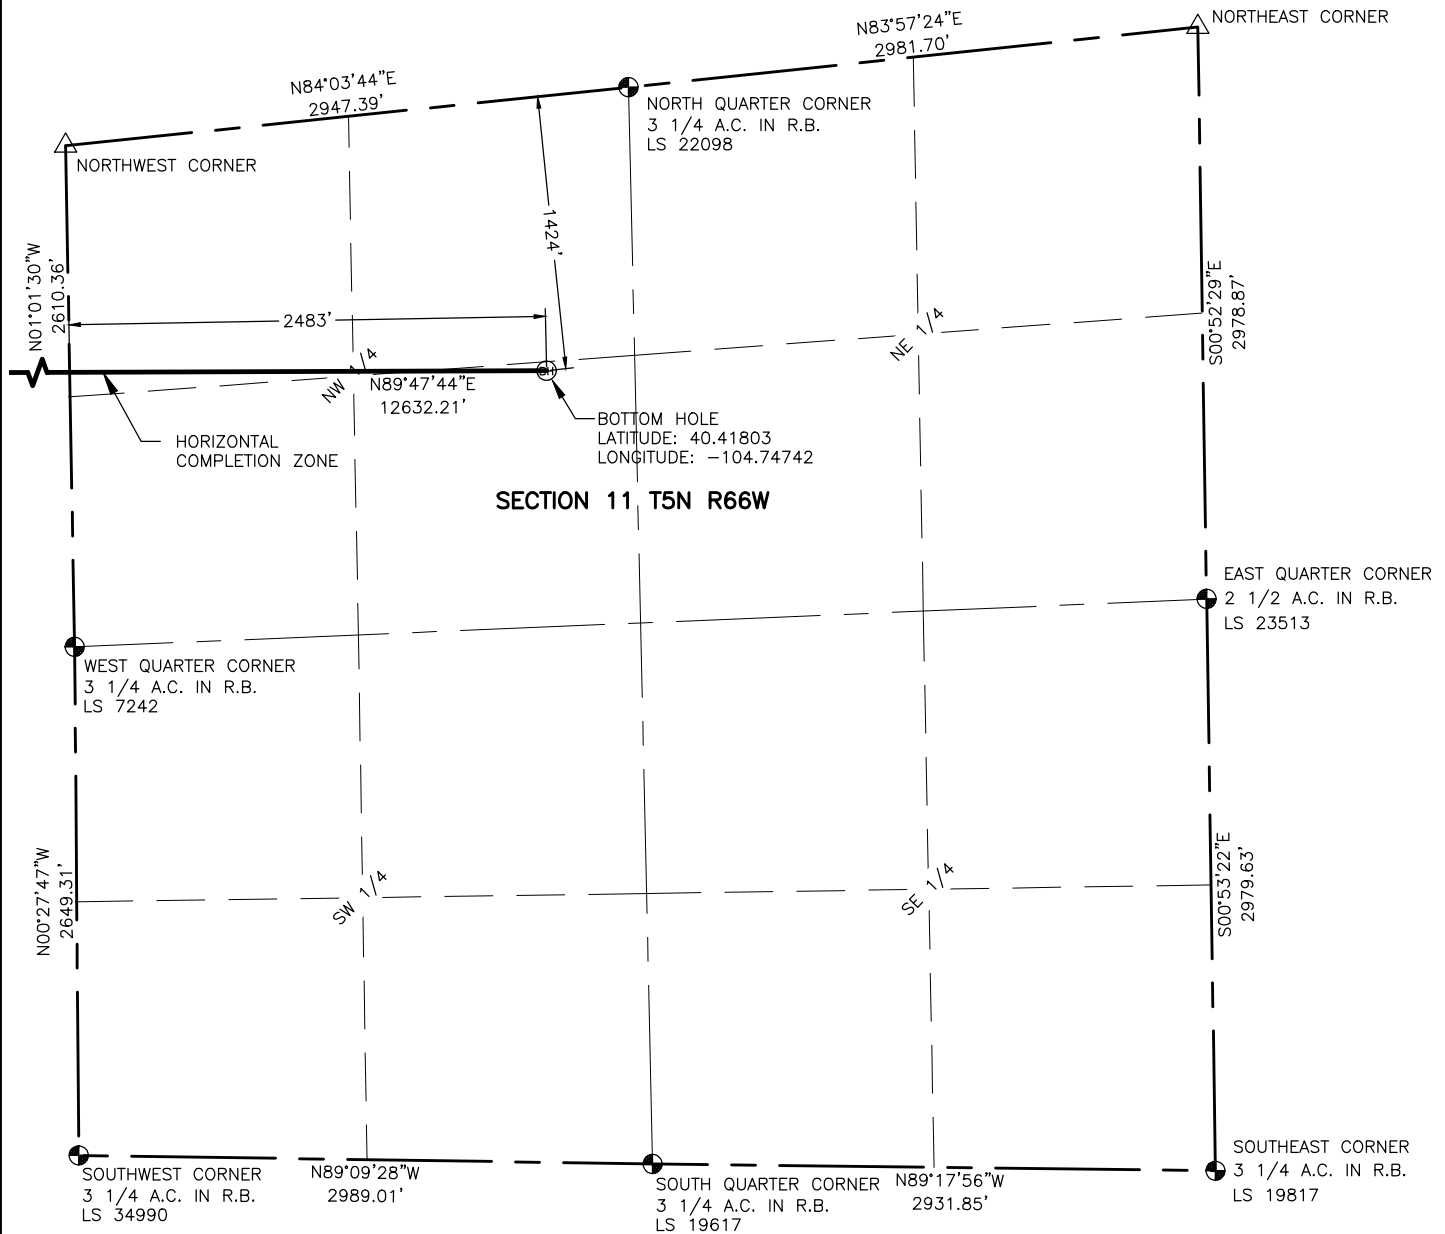 N83°57'24"E
2981.70'
NORTHEAST CORNER
N84°03'44"E
2947.39'
NORTH QUARTER CORNER
3 1/4 A.C. IN R.B.
LS 22098
NORTHWEST CORNER
1424'
N01°01'30"W
2610.36'
2483'
S00°52'29"E
2978.87'
NE 1/4
NW 1/4
N89°47'44"E
12632.21'
BH
BOTTOM HOLE
LATITUDE: 40.41803
LONGITUDE: -104.74742
HORIZONTAL
COMPLETION ZONE
SECTION 11 T5N R66W
EAST QUARTER CORNER
2 1/2 A.C. IN R.B.
LS 23513
WEST QUARTER CORNER
3 1/4 A.C. IN R.B.
LS 7242
N00°27'47"W
2649.31'
SW 1/4
SE 1/4
S00°53'22"E
2979.63'
SOUTHWEST CORNER
3 1/4 A.C. IN R.B.
LS 34990
N89°09'28"W
2989.01'
SOUTH QUARTER CORNER
3 1/4 A.C. IN R.B.
LS 19617
N89°17'56"W
2931.85'
SOUTHEAST CORNER
3 1/4 A.C. IN R.B.
LS 19817